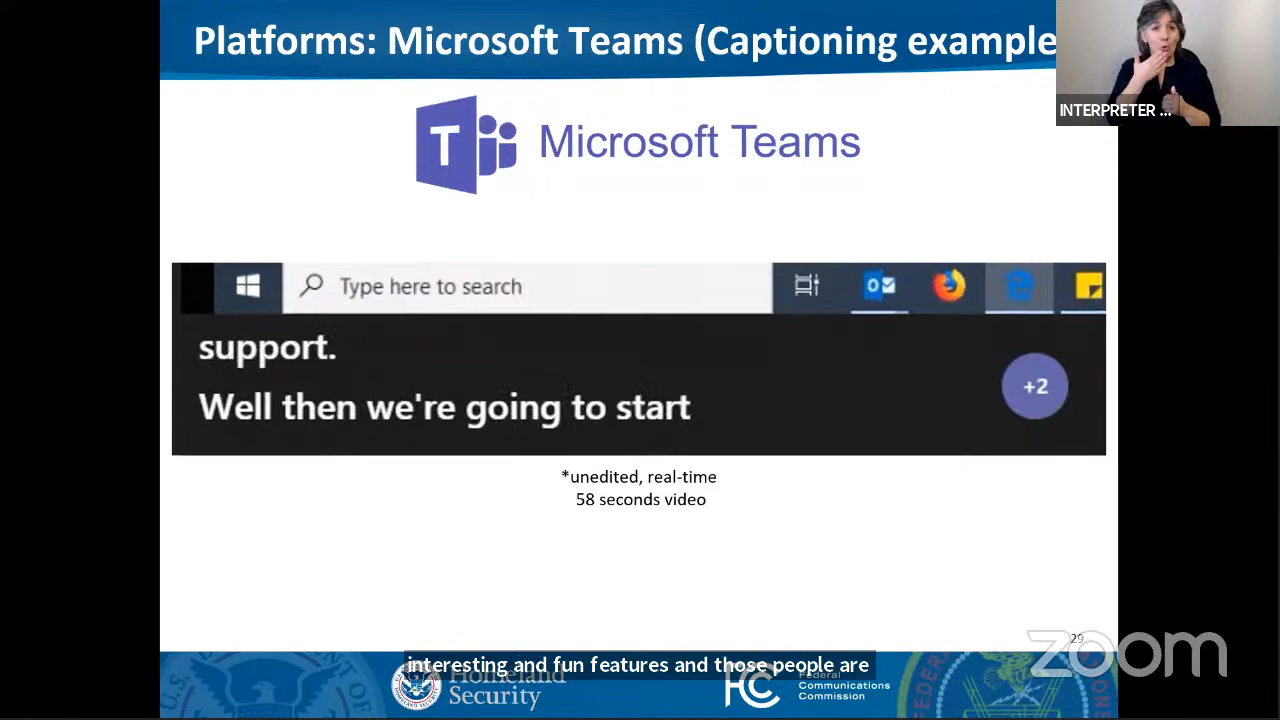 Platforms: Microsoft Teams (Captioning example
INTERPRETER ...
T
Microsoft Teams
Type here to search
support.
Well then we're going to start
+2
*unedited, real-time
58 seconds video
29
zoom
interesting and fun features and those people are
Homeland
Security
FCC
Federal
Communications
Commission